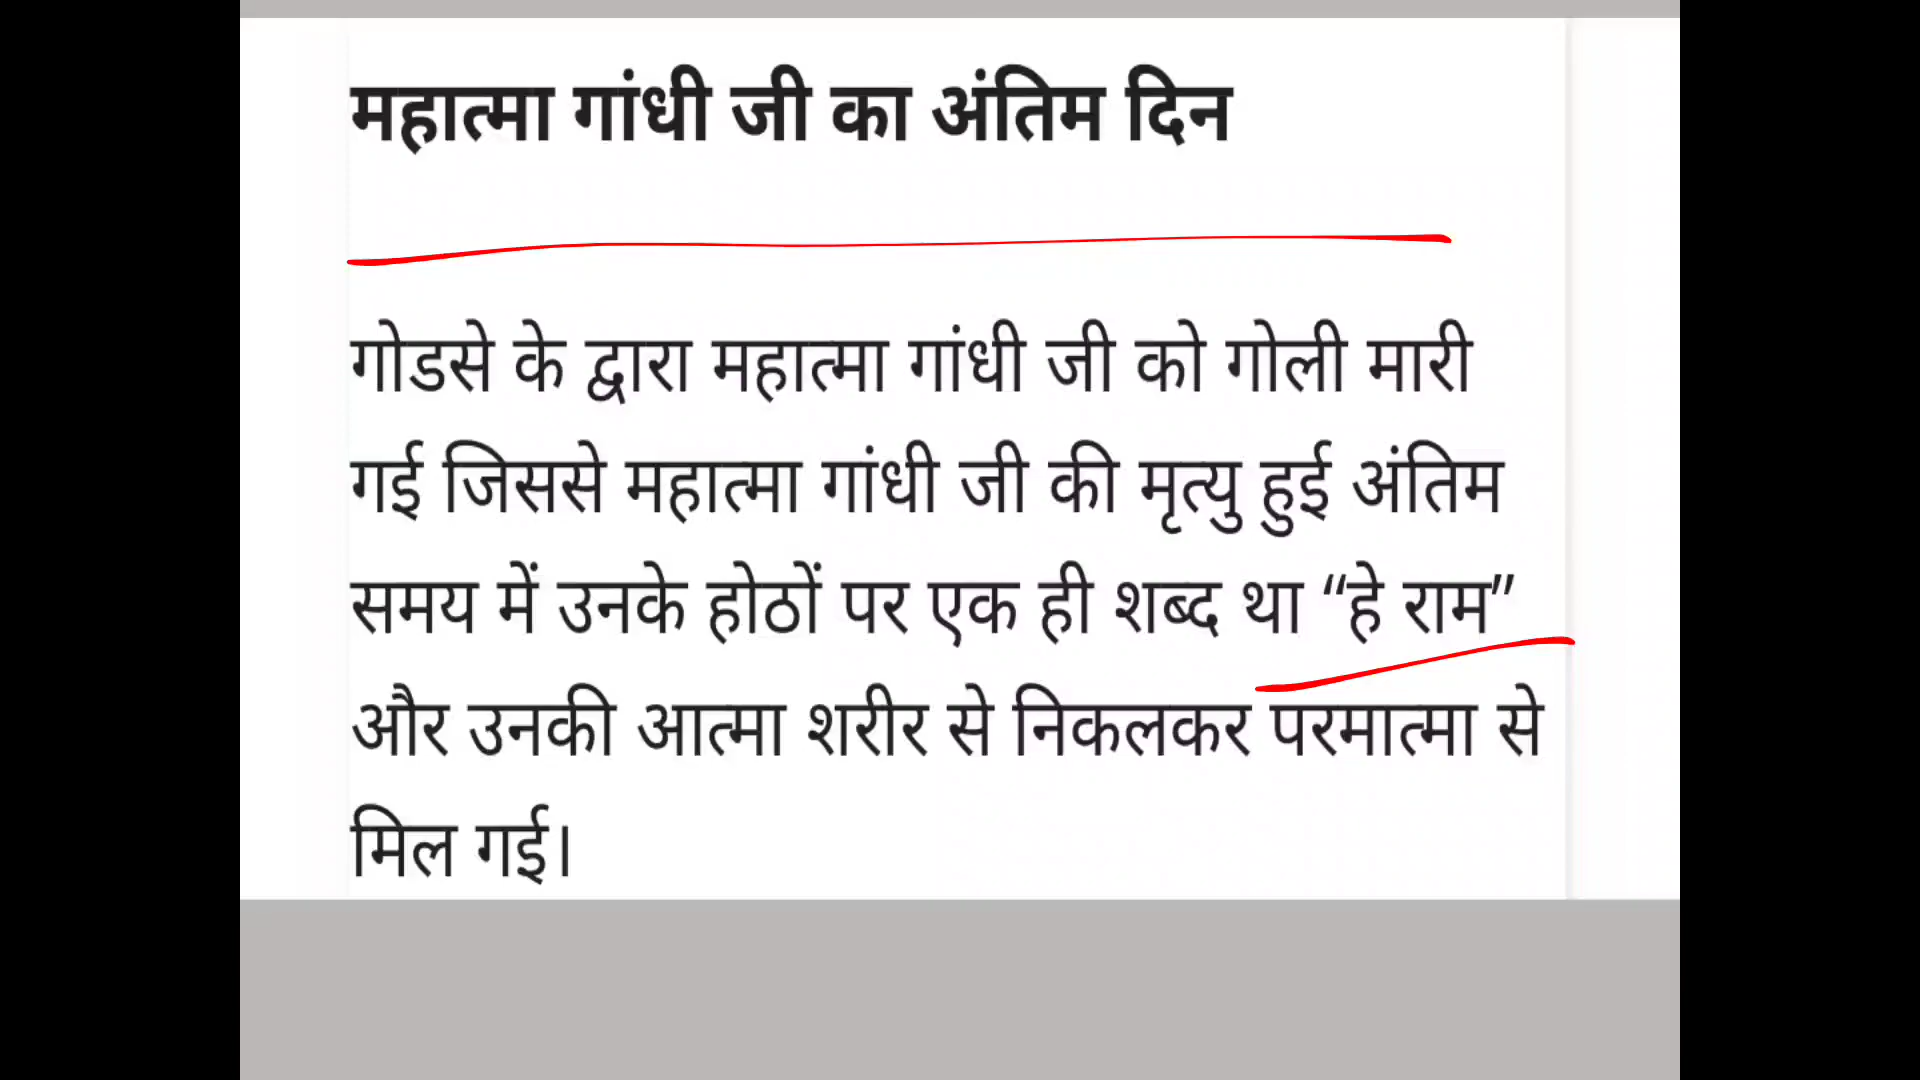 महात्मा गांधी जी का अंतिम दिन
गोडसे के द्वारा महात्मा गांधी जी को गोली मारी
गई जिससे महात्मा गांधी जी की मृत्यु हुई अंतिम
समय में उनके होठों पर एक ही शब्द था “हे राम”
और उनकी आत्मा शरीर से निकलकर परमात्मा से
मिल गई।